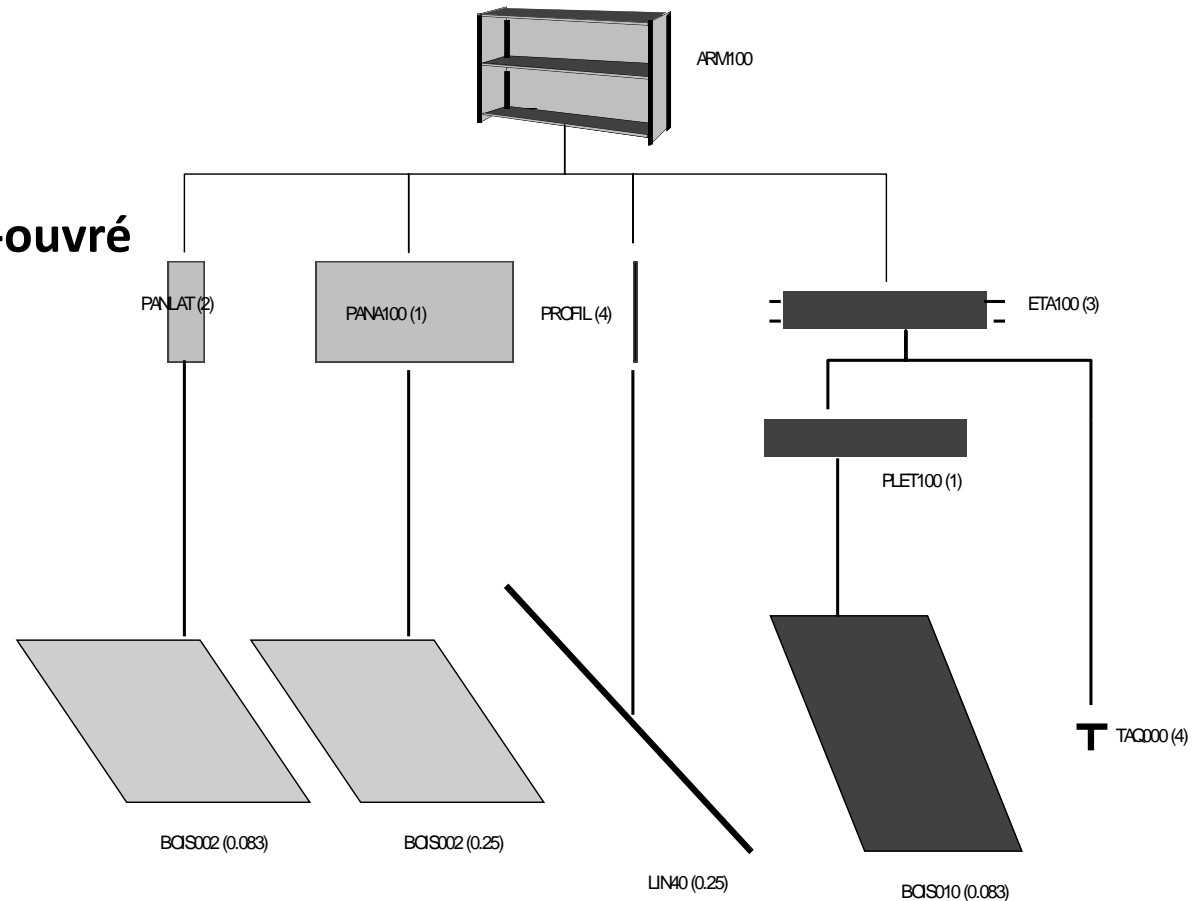 ARM100
-ouvré
PANLAT (2)
PANA100 (1)
PROFIL (4)
ETA100 (3)
PLET100 (1)
TAQ000 (4)
BOIS002 (0.083)
BOIS002 (0.25)
LIN40 (0.25)
BOIS010 (0.083)